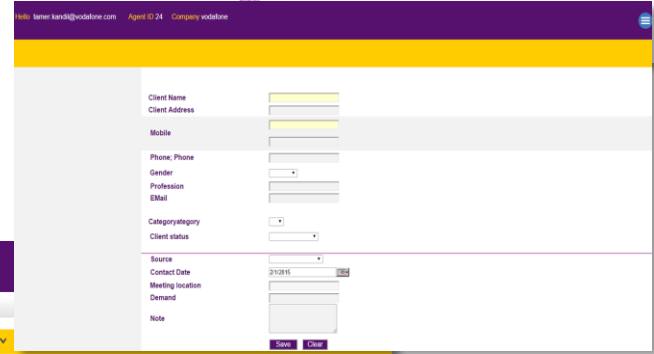 Hello tamer.kandil@vodafone.com Agent ID 24 Company vodafone
Client Name
Client Address
Mobile
Phone; Phone
Gender
Profession
EMail
Categoryategory
Client status
Source
Contact Date 2/1/2015
Meeting location
Demand
Note
Save Clear